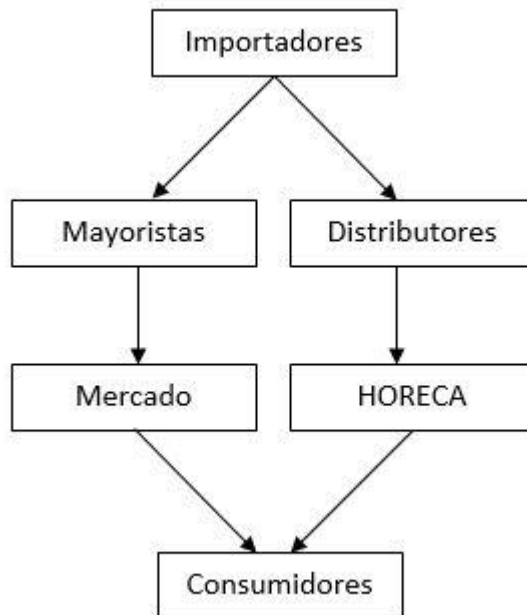 Importadores
Mayoristas
Distributores
Mercado
HORECA
Consumidores